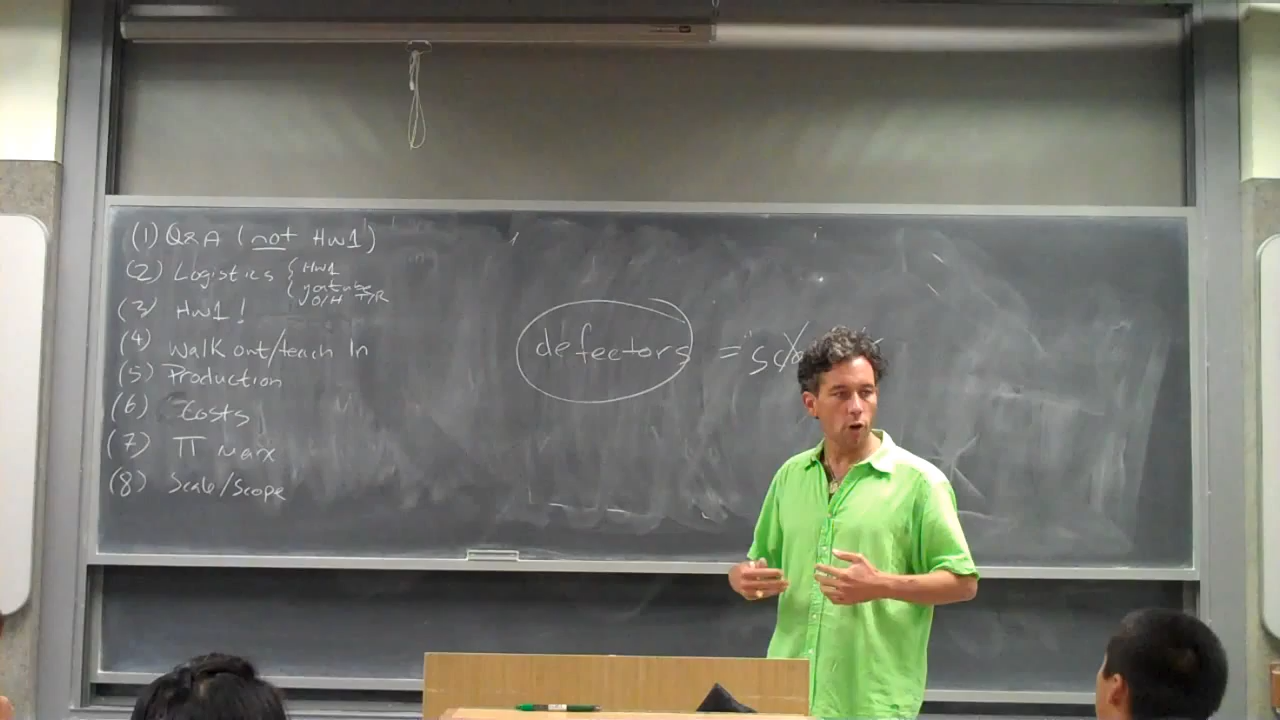 (1) Q&A (not HW1)
(2) Logistics { HW1
{ youtube
O/H T/R
(3) HW1!
(4) Walk out/teach In
(5) Production
(6) Costs
(7) π Max
(8) Scale/Scope
defectors =